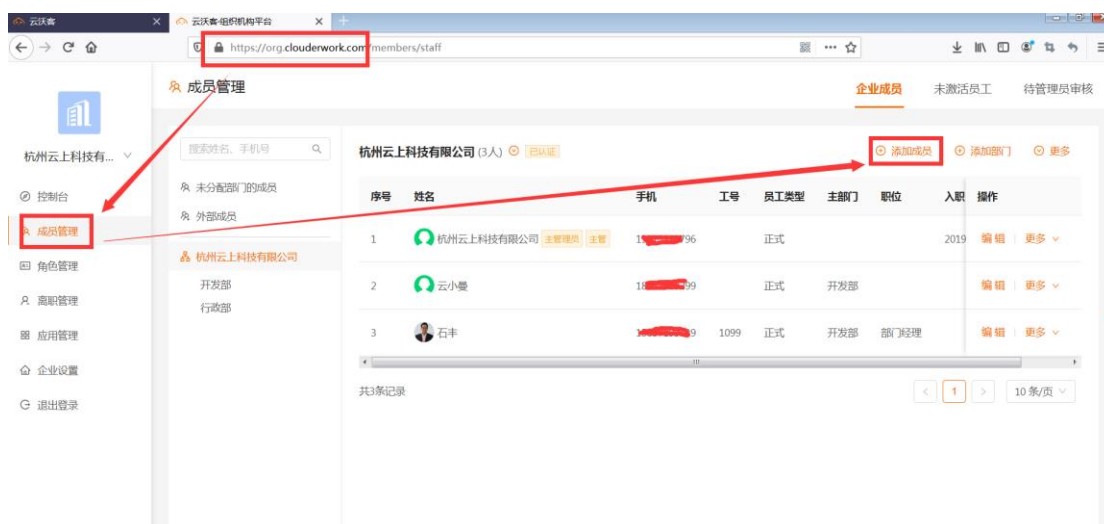 云沃客
云沃客-组织机构平台
https://org.clouderwork.com/members/staff
成员管理
企业成员 未激活员工 待管理员审核
杭州云上科技有...
控制台
成员管理
角色管理
离职管理
应用管理
企业设置
退出登录
搜索姓名、手机号
未分配部门的成员
外部成员
杭州云上科技有限公司
开发部
行政部
杭州云上科技有限公司 (3人) 已认证 添加成员 添加部门 更多
序号 姓名 手机 工号 员工类型 主部门 职位 入职 操作
1 杭州云上科技有限公司 主管理员 主管 96 正式 2019 编辑 更多
2 云小曼 18 99 正式 开发部 编辑 更多
3 石丰 9 1099 正式 开发部 部门经理 编辑 更多
共3条记录 1 10 条/页